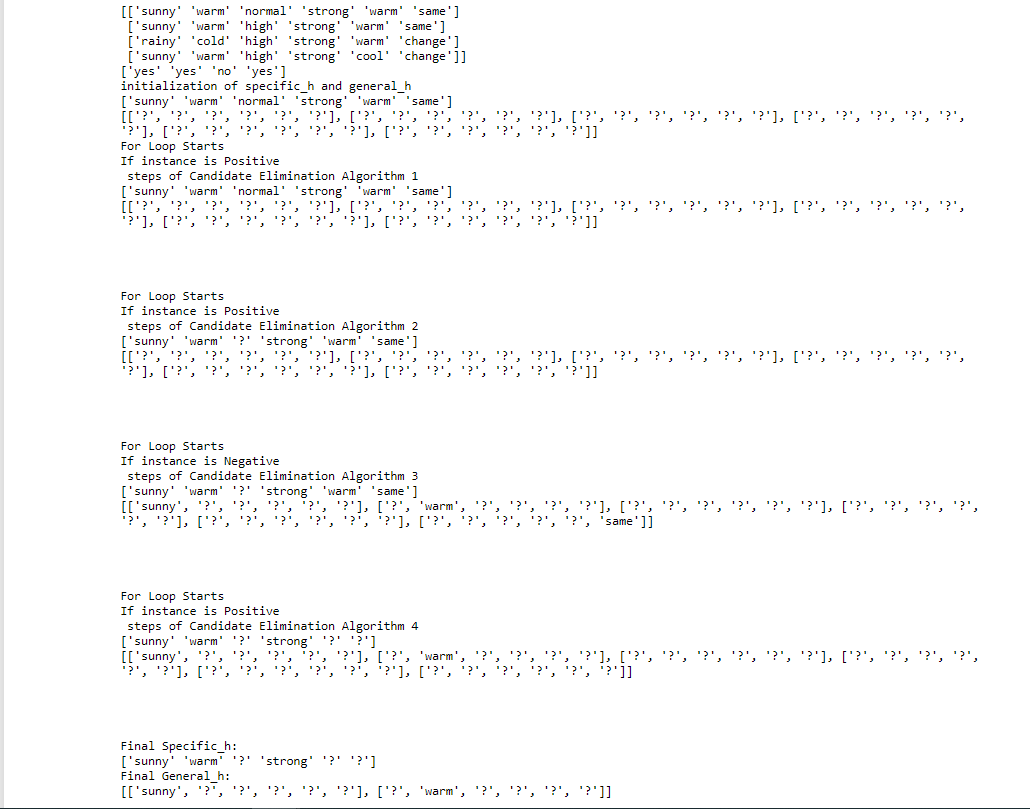 [['sunny' 'warm' 'normal' 'strong' 'warm' 'same']
['sunny' 'warm' 'high' 'strong' 'warm' 'same']
['rainy' 'cold' 'high' 'strong' 'warm' 'change']
['sunny' 'warm' 'high' 'strong' 'cool' 'change']]
['yes' 'yes' 'no' 'yes']
initialization of specific_h and general_h
['sunny' 'warm' 'normal' 'strong' 'warm' 'same']
[['?', '?', '?', '?', '?', '?'], ['?', '?', '?', '?', '?', '?'], ['?', '?', '?', '?', '?', '?'], ['?', '?', '?', '?', '?',
'?'], ['?', '?', '?', '?', '?', '?'], ['?', '?', '?', '?', '?', '?']]
For Loop Starts
If instance is Positive
steps of Candidate Elimination Algorithm 1
['sunny' 'warm' 'normal' 'strong' 'warm' 'same']
[['?', '?', '?', '?', '?', '?'], ['?', '?', '?', '?', '?', '?'], ['?', '?', '?', '?', '?', '?'], ['?', '?', '?', '?', '?',
'?'], ['?', '?', '?', '?', '?', '?'], ['?', '?', '?', '?', '?', '?']]
For Loop Starts
If instance is Positive
steps of Candidate Elimination Algorithm 2
['sunny' 'warm' '?' 'strong' 'warm' 'same']
[['?', '?', '?', '?', '?', '?'], ['?', '?', '?', '?', '?', '?'], ['?', '?', '?', '?', '?', '?'], ['?', '?', '?', '?', '?',
'?'], ['?', '?', '?', '?', '?', '?'], ['?', '?', '?', '?', '?', '?']]
For Loop Starts
If instance is Negative
steps of Candidate Elimination Algorithm 3
['sunny' 'warm' '?' 'strong' 'warm' 'same']
[['sunny', '?', '?', '?', '?', '?'], ['?', 'warm', '?', '?', '?', '?'], ['?', '?', '?', '?', '?', '?'], ['?', '?', '?', '?',
'?', '?'], ['?', '?', '?', '?', '?', '?'], ['?', '?', '?', '?', '?', 'same']]
For Loop Starts
If instance is Positive
steps of Candidate Elimination Algorithm 4
['sunny' 'warm' '?' 'strong' '?' '?']
[['sunny', '?', '?', '?', '?', '?'], ['?', 'warm', '?', '?', '?', '?'], ['?', '?', '?', '?', '?', '?'], ['?', '?', '?', '?',
'?', '?'], ['?', '?', '?', '?', '?', '?'], ['?', '?', '?', '?', '?', '?']]
Final Specific_h:
['sunny' 'warm' '?' 'strong' '?' '?']
Final General_h:
[['sunny', '?', '?', '?', '?', '?'], ['?', 'warm', '?', '?', '?', '?']]